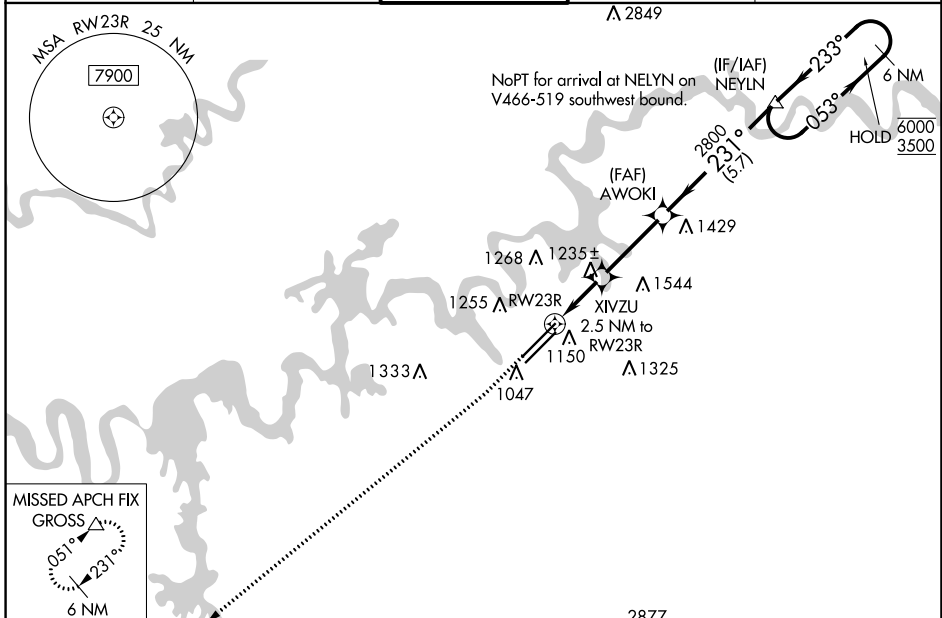 MSA RW23R 25 NM
7900
2849
NoPT for arrival at NELYN on
V466-519 southwest bound.
(IF/IAF)
NEYLN
233°
053°
6 NM
HOLD
6000
3500
2800
231°
(5.7)
(FAF)
AWOKI
1429
1268
1235±
1544
1255
RW23R
XIVZU
2.5 NM to
RW23R
1150
1333
1325
1047
MISSED APCH FIX
GROSS
051°
231°
6 NM
2877